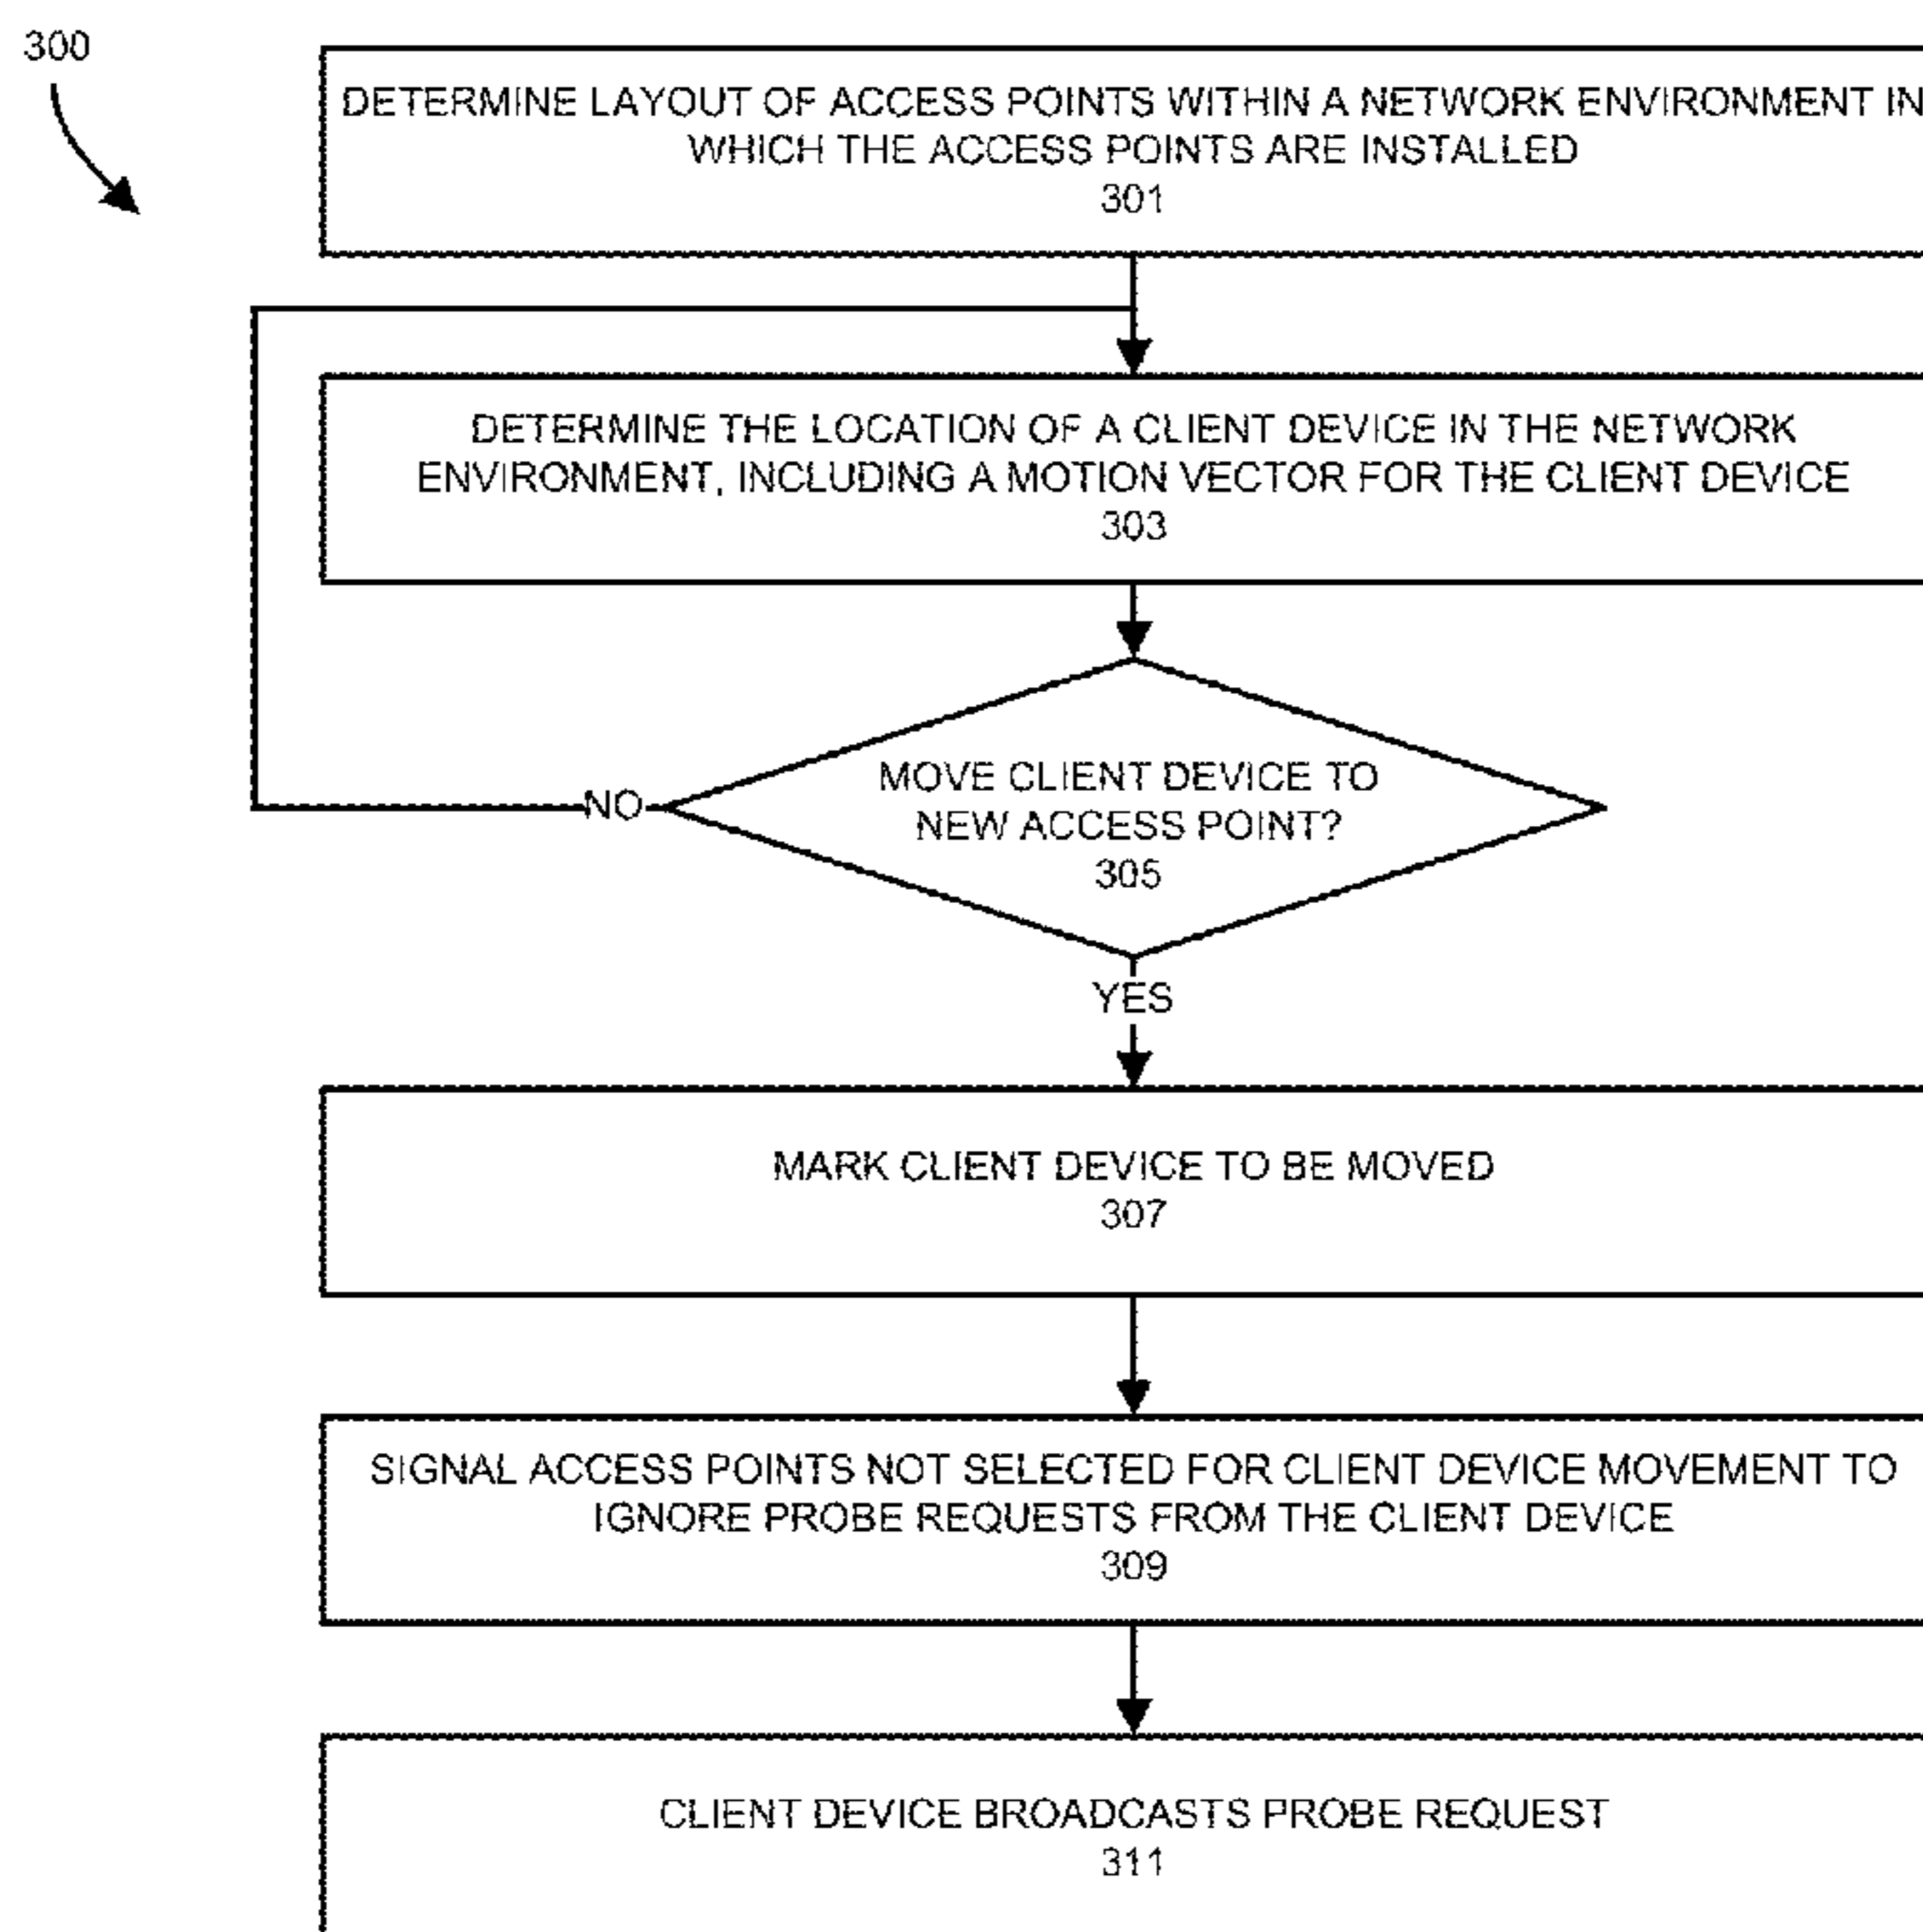 300
DETERMINE LAYOUT OF ACCESS POINTS WITHIN A NETWORK ENVIRONMENT IN
WHICH THE ACCESS POINTS ARE INSTALLED
301
DETERMINE THE LOCATION OF A CLIENT DEVICE IN THE NETWORK
ENVIRONMENT, INCLUDING A MOTION VECTOR FOR THE CLIENT DEVICE
303
MOVE CLIENT DEVICE TO
NEW ACCESS POINT?
305
NO
YES
MARK CLIENT DEVICE TO BE MOVED
307
SIGNAL ACCESS POINTS NOT SELECTED FOR CLIENT DEVICE MOVEMENT TO
IGNORE PROBE REQUESTS FROM THE CLIENT DEVICE
309
CLIENT DEVICE BROADCASTS PROBE REQUEST
311